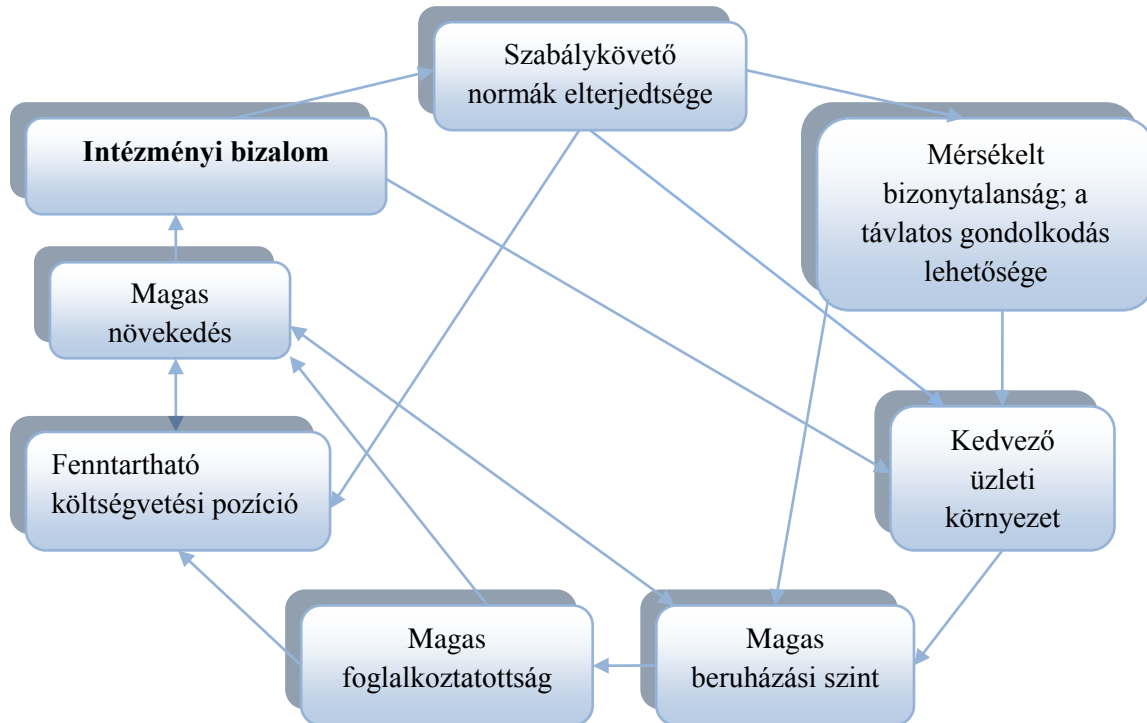 Szabálykövető
normák elterjedtsége
Intézményi bizalom
Mérsékelt
bizonytalanság; a
távlatos gondolkodás
lehetősége
Magas
növekedés
Kedvező
üzleti
környezet
Fenntartható
költségvetési pozíció
Magas
foglalkoztatottság
Magas
beruházási szint